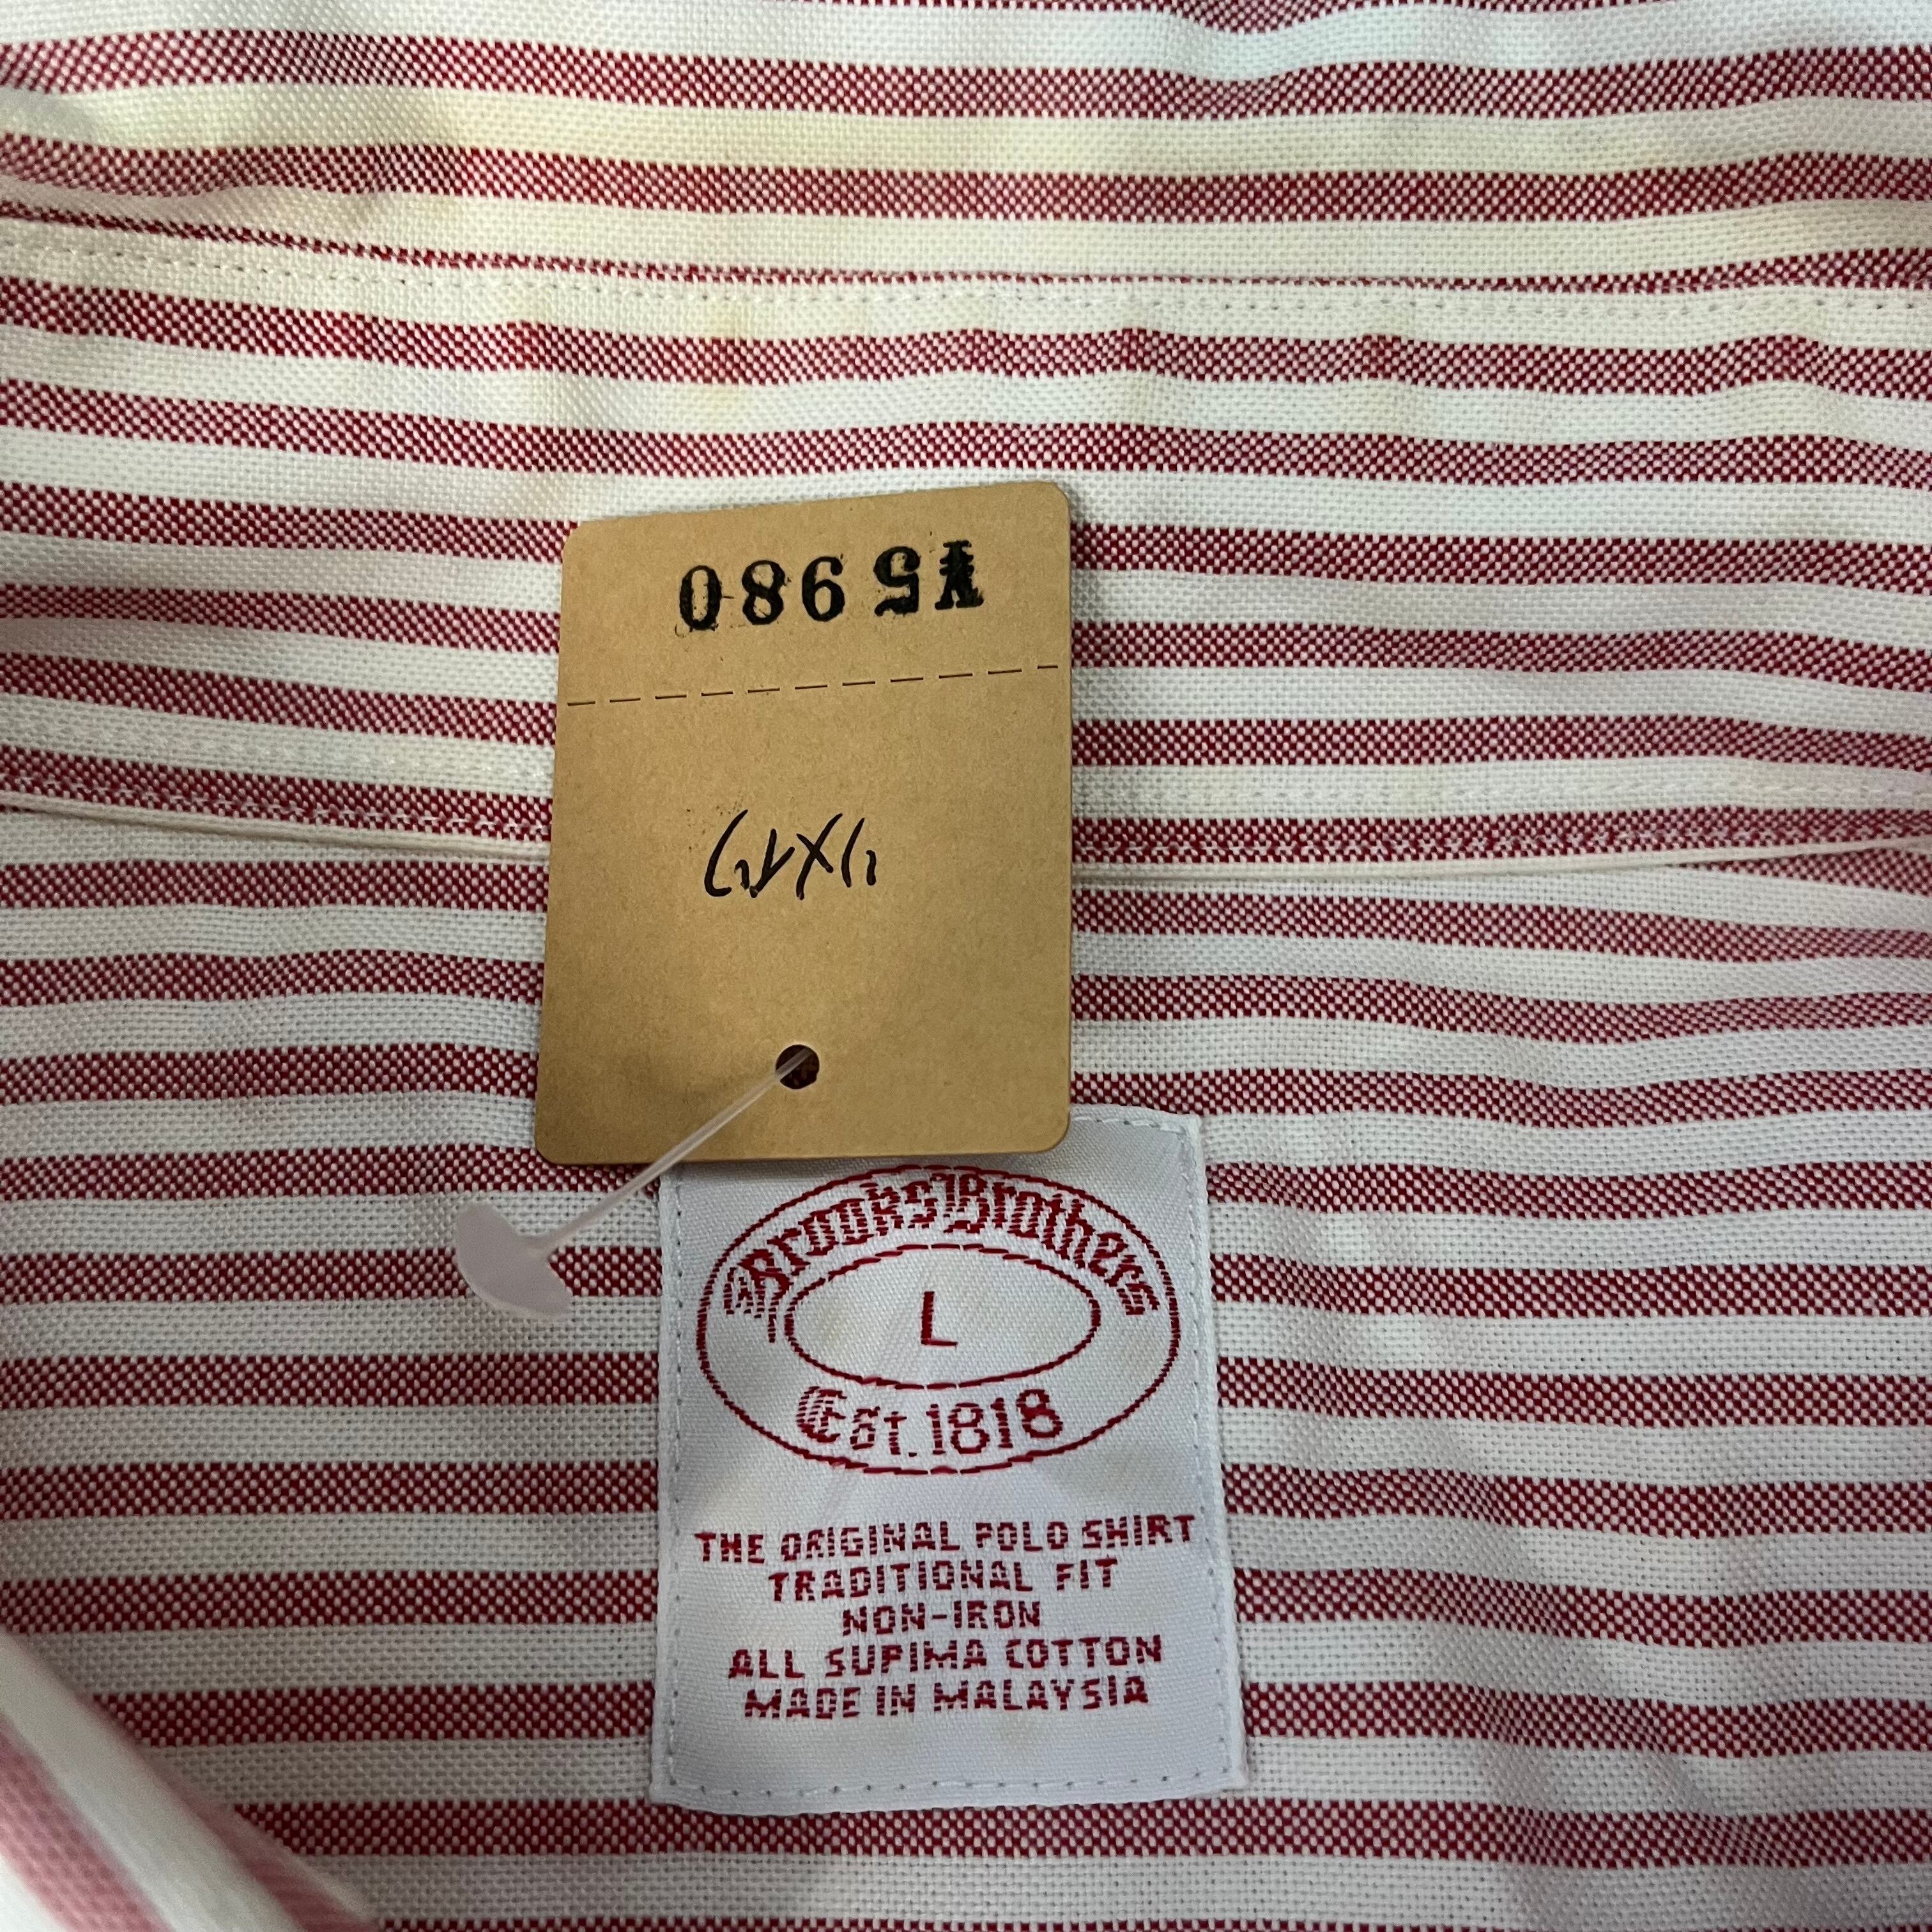 ¥5980
Brooks Brothers
L
Est. 1818
THE ORIGINAL POLO SHIRT
TRADITIONAL FIT
NON-IRON
ALL SUPIMA COTTON
MADE IN MALAYSIA